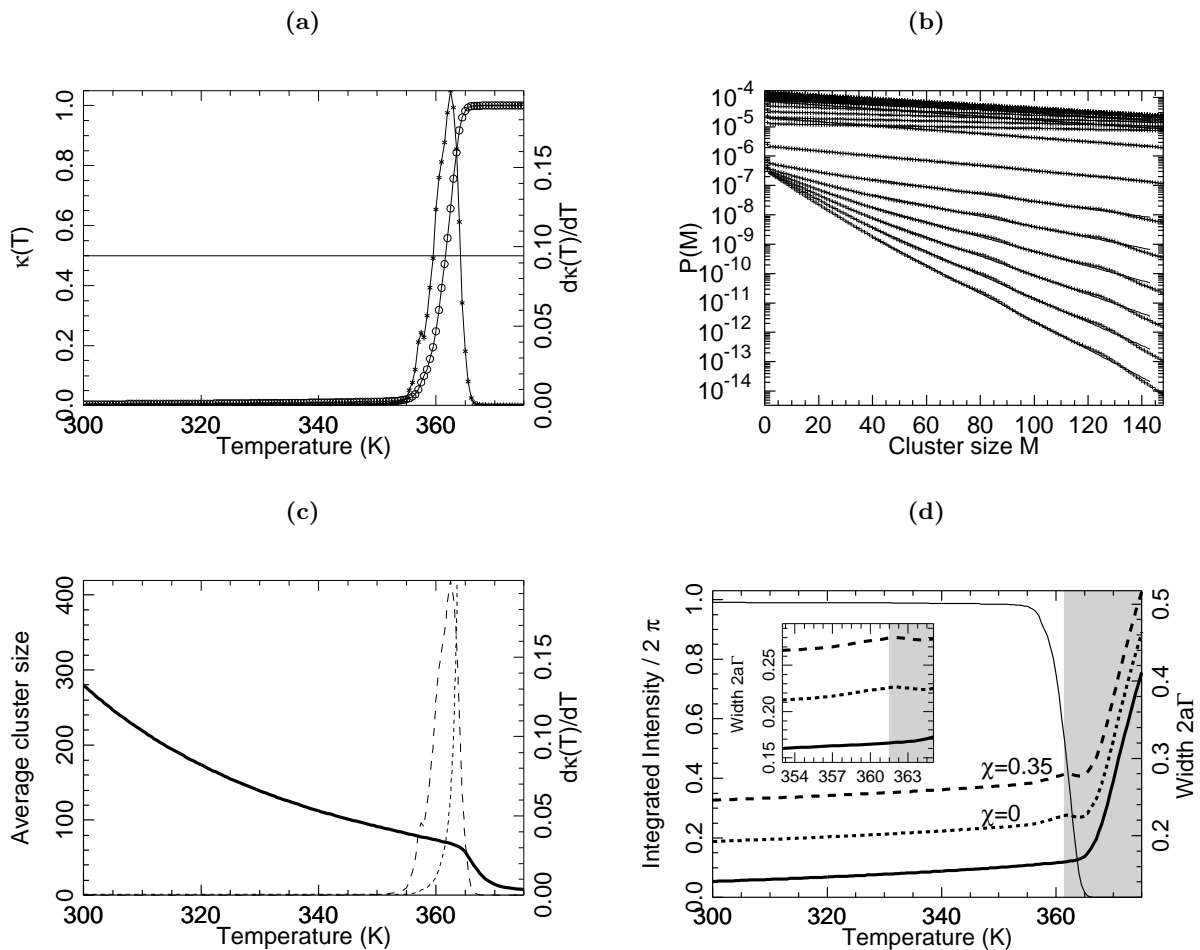 (a)
κ(T)
0.0
0.2
0.4
0.6
0.8
1.0
300
320
340
360
Temperature (K)
0.00
0.05
0.10
0.15
dκ(T)/dT
(b)
P(M)
10⁻⁴
10⁻⁵
10⁻⁶
10⁻⁷
10⁻⁸
10⁻⁹
10⁻¹⁰
10⁻¹¹
10⁻¹²
10⁻¹³
10⁻¹⁴
0 20 40 60 80 100 120 140
Cluster size M
(c)
Average cluster size
0
100
200
300
400
300
320
340
360
Temperature (K)
0.00
0.05
0.10
0.15
dκ(T)/dT
(d)
Integrated Intensity / 2 π
0.0
0.2
0.4
0.6
0.8
1.0
300
320
340
360
Temperature (K)
0.2
0.3
0.4
0.5
Width 2aΓ
χ=0.35
χ=0
Width 2aΓ
0.15
0.20
0.25
354 357 360 363